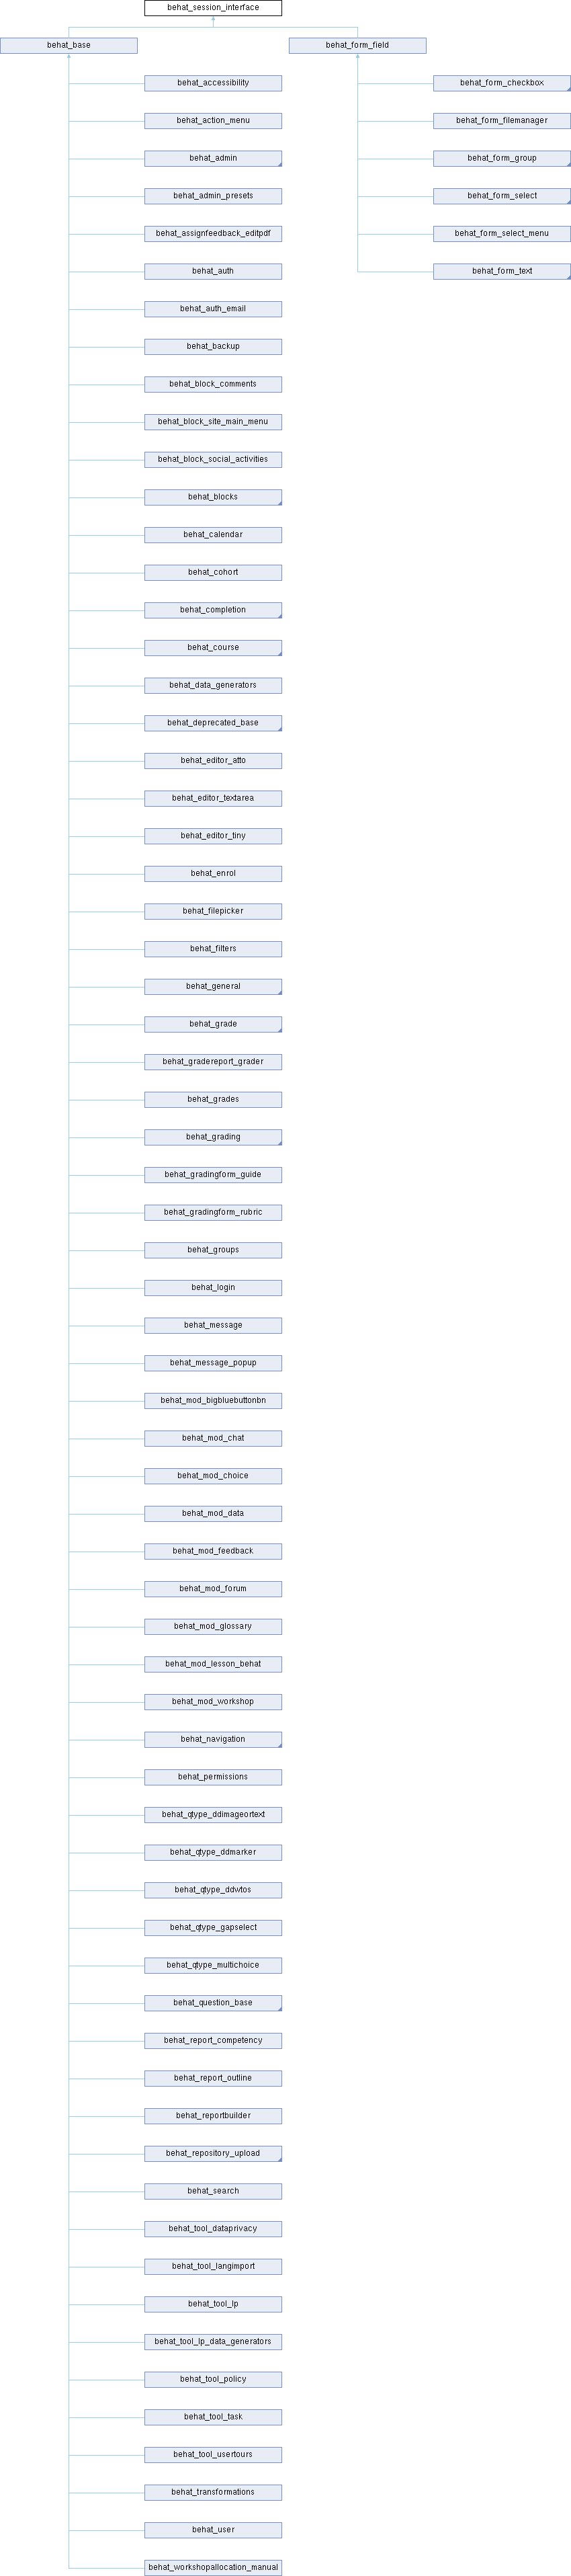 behat_session_interface
behat_base
behat_form_field
behat_accessibility
behat_form_checkbox
behat_action_menu
behat_form_filemanager
behat_admin
behat_form_group
behat_admin_presets
behat_form_select
behat_assignfeedback_editpdf
behat_form_select_menu
behat_auth
behat_form_text
behat_auth_email
behat_backup
behat_block_comments
behat_block_site_main_menu
behat_block_social_activities
behat_blocks
behat_calendar
behat_cohort
behat_completion
behat_course
behat_data_generators
behat_deprecated_base
behat_editor_atto
behat_editor_textarea
behat_editor_tiny
behat_enrol
behat_filepicker
behat_filters
behat_general
behat_grade
behat_gradereport_grader
behat_grades
behat_grading
behat_gradingform_guide
behat_gradingform_rubric
behat_groups
behat_login
behat_message
behat_message_popup
behat_mod_bigbluebuttonbn
behat_mod_chat
behat_mod_choice
behat_mod_data
behat_mod_feedback
behat_mod_forum
behat_mod_glossary
behat_mod_lesson_behat
behat_mod_workshop
behat_navigation
behat_permissions
behat_qtype_ddimageortext
behat_qtype_ddmarker
behat_qtype_ddwtos
behat_qtype_gapselect
behat_qtype_multichoice
behat_question_base
behat_report_competency
behat_report_outline
behat_reportbuilder
behat_repository_upload
behat_search
behat_tool_dataprivacy
behat_tool_langimport
behat_tool_lp
behat_tool_lp_data_generators
behat_tool_policy
behat_tool_task
behat_tool_usertours
behat_transformations
behat_user
behat_workshopallocation_manual